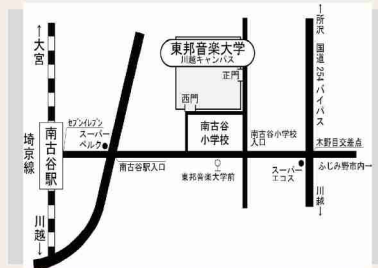 ↑大宮
埼京線
南古谷駅
川越↓
セブンイレブン
スーパー
ベルク
南古谷駅入口
東邦音楽大学
川越キャンパス
正門
西門
南古谷
小学校
東邦音楽大学前
南古谷小学校
入口
スーパー
エコス
←所沢 国道254バイパス
木野目交差点
ふじみ野市内→
川越→